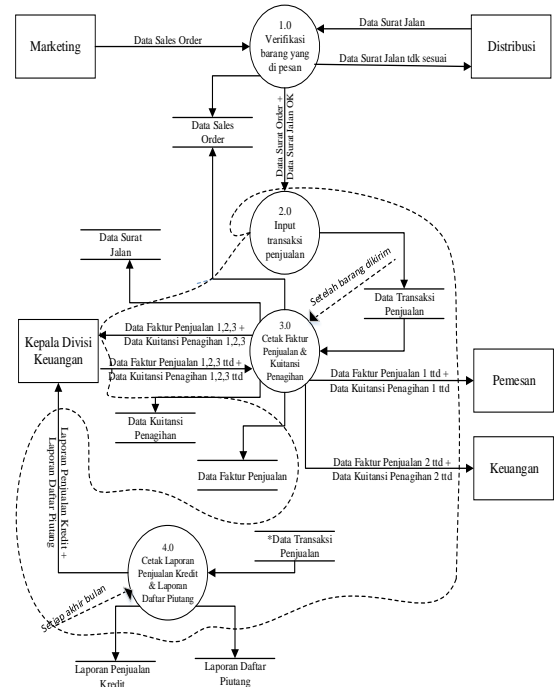 1.0
Verifikasi
barang yang
di pesan
Marketing
Data Sales Order
Data Surat Jalan
Data Surat Jalan tdk sesuai
Distribusi
Data Sales
Order
Data Surat Order +
Data Surat Jalan OK
2.0
Input
transaksi
penjualan
Data Surat
Jalan
Setelah barang dikirim
Data Transaksi
Penjualan
3.0
Cetak Faktur
Penjualan &
Kuitansi
Penagihan
Kepala Divisi
Keuangan
Data Faktur Penjualan 1,2,3 +
Data Kuitansi Penagihan 1,2,3
Data Faktur Penjualan 1,2,3 ttd +
Data Kuitansi Penagihan 1,2,3 ttd
Data Faktur Penjualan 1 ttd +
Data Kuitansi Penagihan 1 ttd
Pemesan
Data Kuitansi
Penagihan
Data Faktur Penjualan
Data Faktur Penjualan 2 ttd +
Data Kuitansi Penagihan 2 ttd
Keuangan
Laporan Penjualan Kredit +
Laporan Daftar Piutang
4.0
Cetak Laporan
Penjualan Kredit
& Laporan
Daftar Piutang
*Data Transaksi
Penjualan
Setiap akhir bulan
Laporan Penjualan
Kredit
Laporan Daftar
Piutang